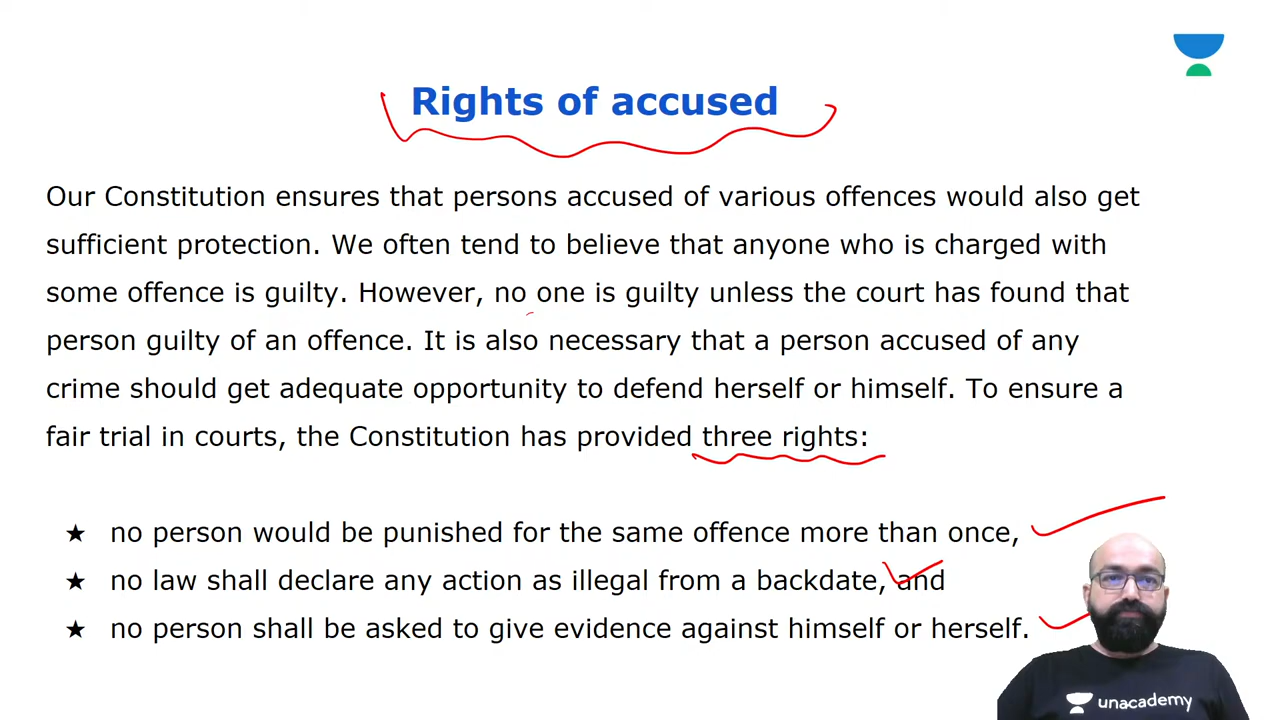 Rights of accused
Our Constitution ensures that persons accused of various offences would also get
sufficient protection. We often tend to believe that anyone who is charged with
some offence is guilty. However, no one is guilty unless the court has found that
person guilty of an offence. It is also necessary that a person accused of any
crime should get adequate opportunity to defend herself or himself. To ensure a
fair trial in courts, the Constitution has provided three rights:
★ no person would be punished for the same offence more than once,
★ no law shall declare any action as illegal from a backdate, and
★ no person shall be asked to give evidence against himself or herself.
unacademy